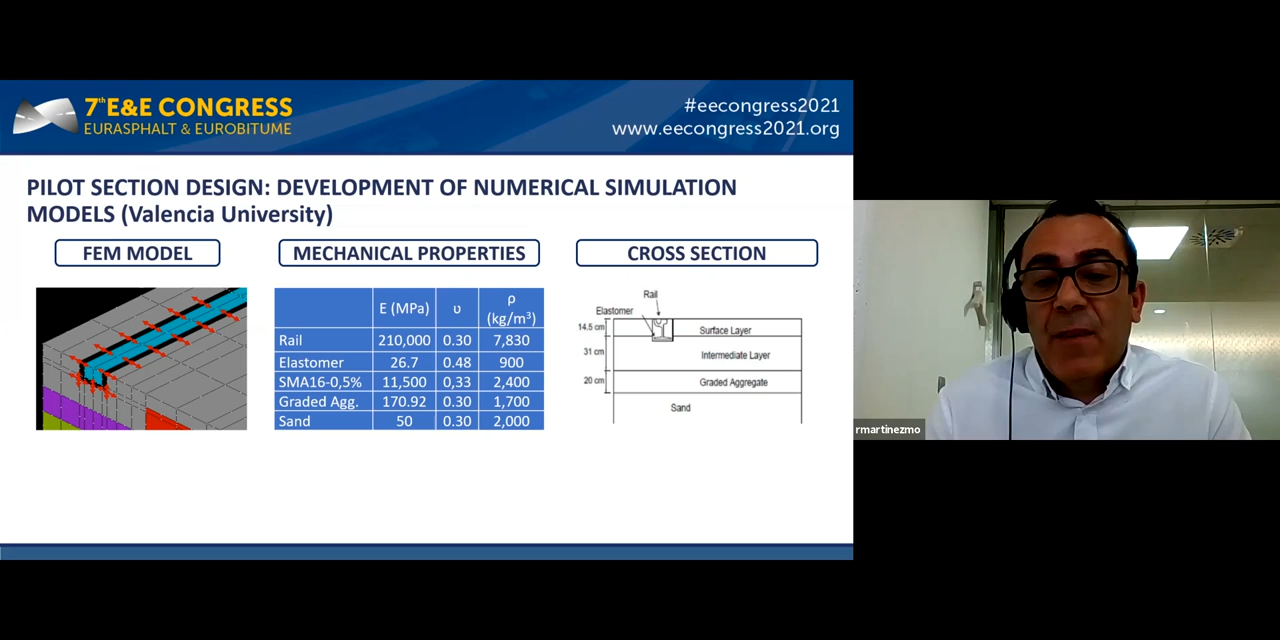 7th E&E CONGRESS
EURASPHALT & EUROBITUME
#eecongress2021
www.eecongress2021.org
PILOT SECTION DESIGN: DEVELOPMENT OF NUMERICAL SIMULATION
MODELS (Valencia University)
FEM MODEL
MECHANICAL PROPERTIES
CROSS SECTION
E (MPa) υ ρ (kg/m³)
Rail 210,000 0.30 7,830
Elastomer 26.7 0.48 900
SMA16-0,5% 11,500 0,33 2,400
Graded Agg. 170.92 0.30 1,700
Sand 50 0.30 2,000
Rail
Elastomer
14.5 cm Surface Layer
31 cm Intermediate Layer
20 cm Graded Aggregate
Sand
rmartinezmo